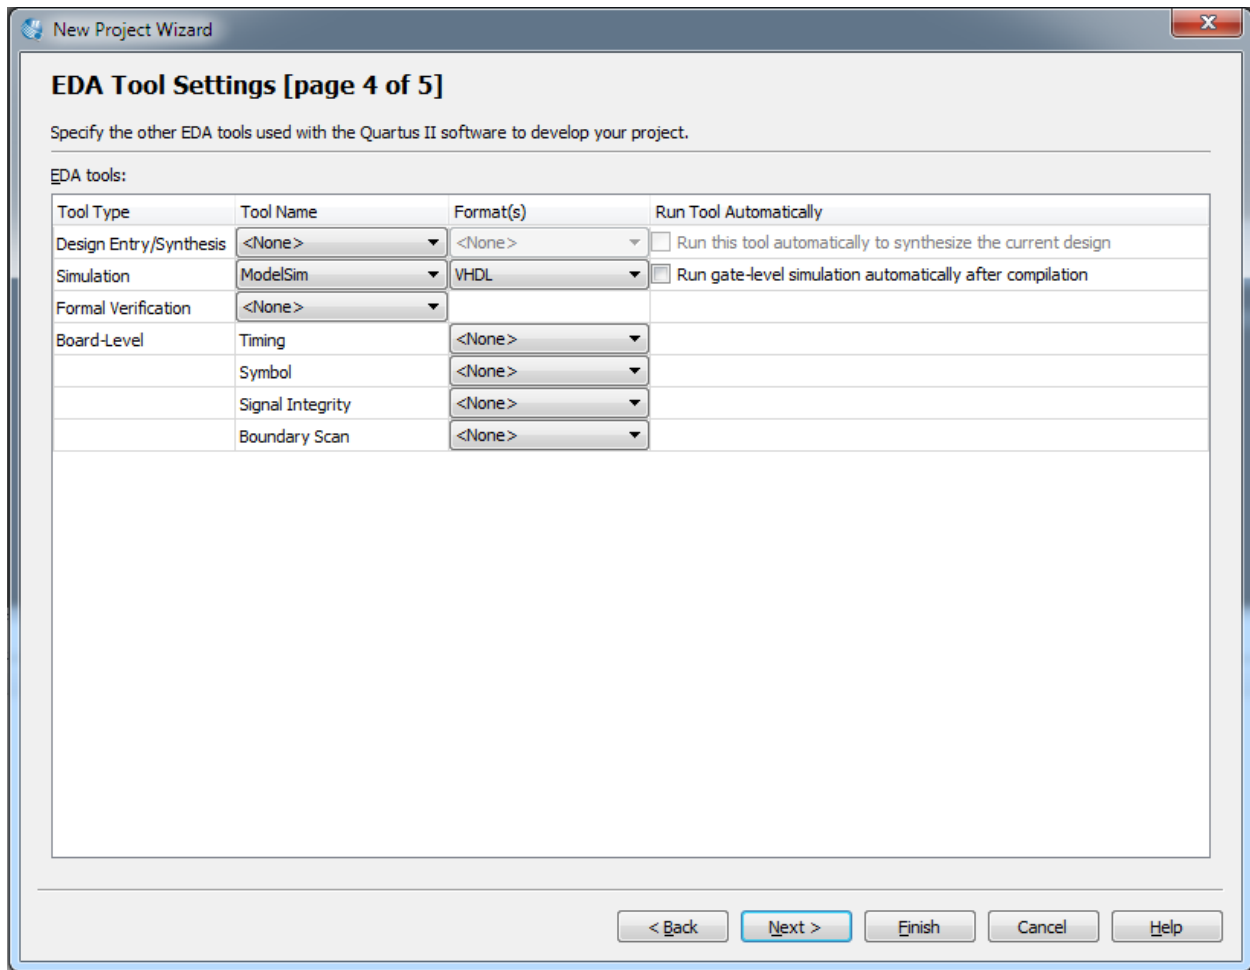 New Project Wizard
EDA Tool Settings [page 4 of 5]
Specify the other EDA tools used with the Quartus II software to develop your project.
EDA tools:
Tool Type Tool Name Format(s) Run Tool Automatically
Design Entry/Synthesis <None> <None> Run this tool automatically to synthesize the current design
Simulation ModelSim VHDL Run gate-level simulation automatically after compilation
Formal Verification <None>
Board-Level Timing <None>
Symbol <None>
Signal Integrity <None>
Boundary Scan <None>
< Back Next > Finish Cancel Help